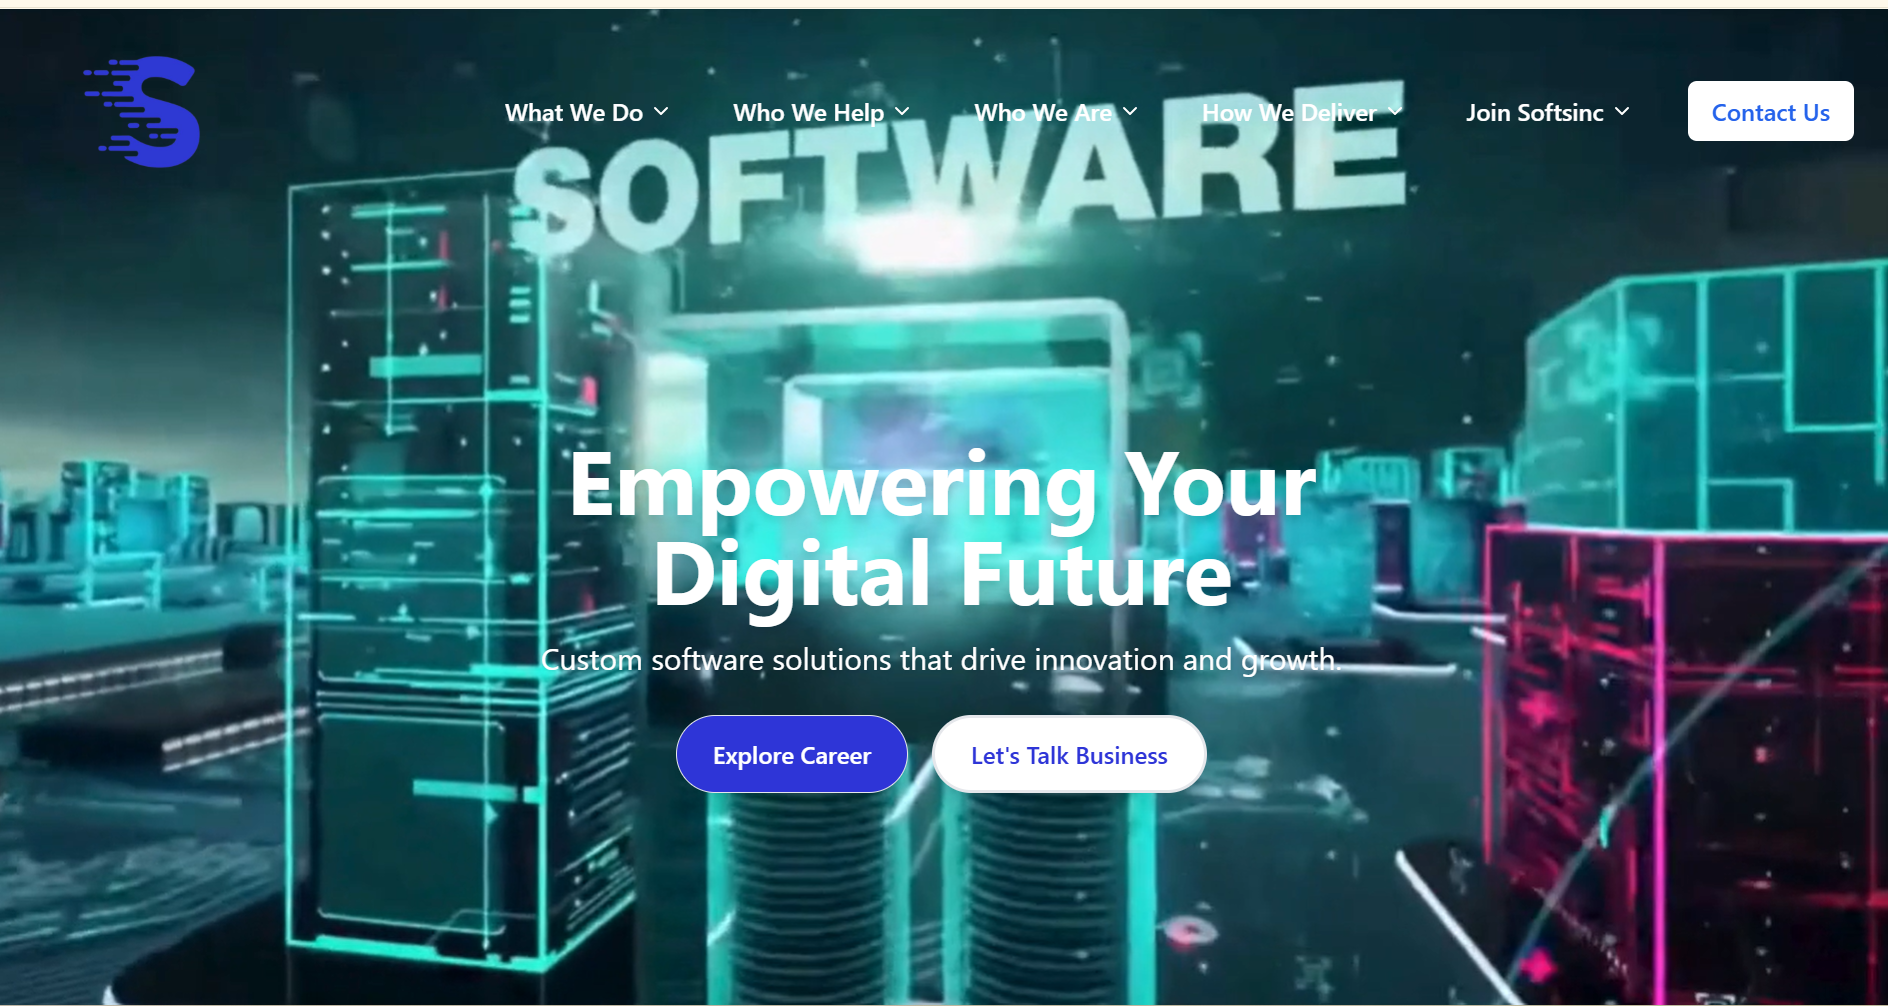 S
What We Do
Who We Help
Who We Are
How We Deliver
Join Softsinc
Contact Us
SOFTWARE
Empowering Your
Digital Future
Custom software solutions that drive innovation and growth.
Explore Career
Let's Talk Business